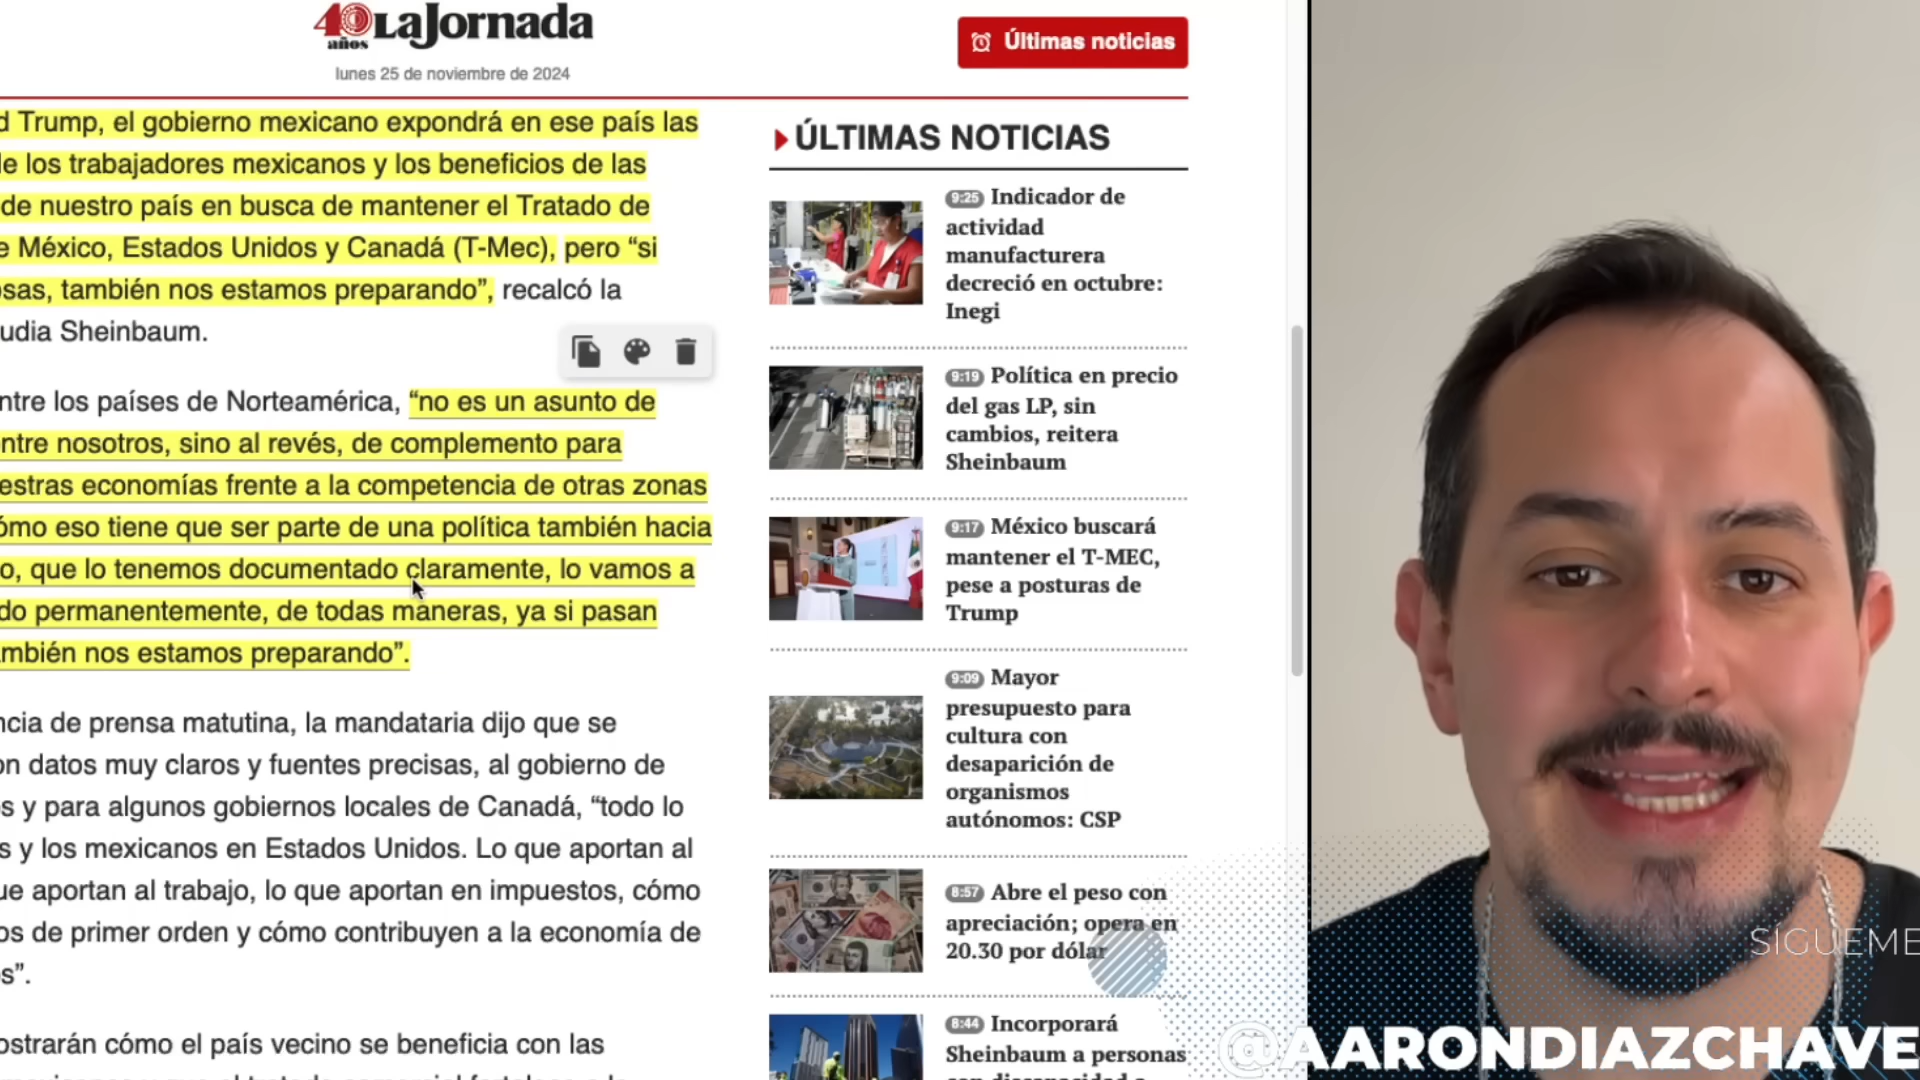 40 años La Jornada
lunes 25 de noviembre de 2024
Últimas noticias
d Trump, el gobierno mexicano expondrá en ese país las
de los trabajadores mexicanos y los beneficios de las
de nuestro país en busca de mantener el Tratado de
e México, Estados Unidos y Canadá (T-Mec), pero “si
osas, también nos estamos preparando”, recalcó la
udia Sheinbaum.
ntre los países de Norteamérica, “no es un asunto de
entre nosotros, sino al revés, de complemento para
estras economías frente a la competencia de otras zonas
ómo eso tiene que ser parte de una política también hacia
o, que lo tenemos documentado claramente, lo vamos a
do permanentemente, de todas maneras, ya si pasan
ambién nos estamos preparando”.
ncia de prensa matutina, la mandataria dijo que se
on datos muy claros y fuentes precisas, al gobierno de
s y para algunos gobiernos locales de Canadá, “todo lo
s y los mexicanos en Estados Unidos. Lo que aportan al
ue aportan al trabajo, lo que aportan en impuestos, cómo
os de primer orden y cómo contribuyen a la economía de
s”.
ostrarán cómo el país vecino se beneficia con las
ÚLTIMAS NOTICIAS
9:25 Indicador de
actividad
manufacturera
decreció en octubre:
Inegi
9:19 Política en precio
del gas LP, sin
cambios, reitera
Sheinbaum
9:17 México buscará
mantener el T-MEC,
pese a posturas de
Trump
9:09 Mayor
presupuesto para
cultura con
desaparición de
organismos
autónomos: CSP
8:57 Abre el peso con
apreciación; opera en
20.30 por dólar
8:44 Incorporará
Sheinbaum a personas
SÍGUEME
@AARONDIAZCHAVE